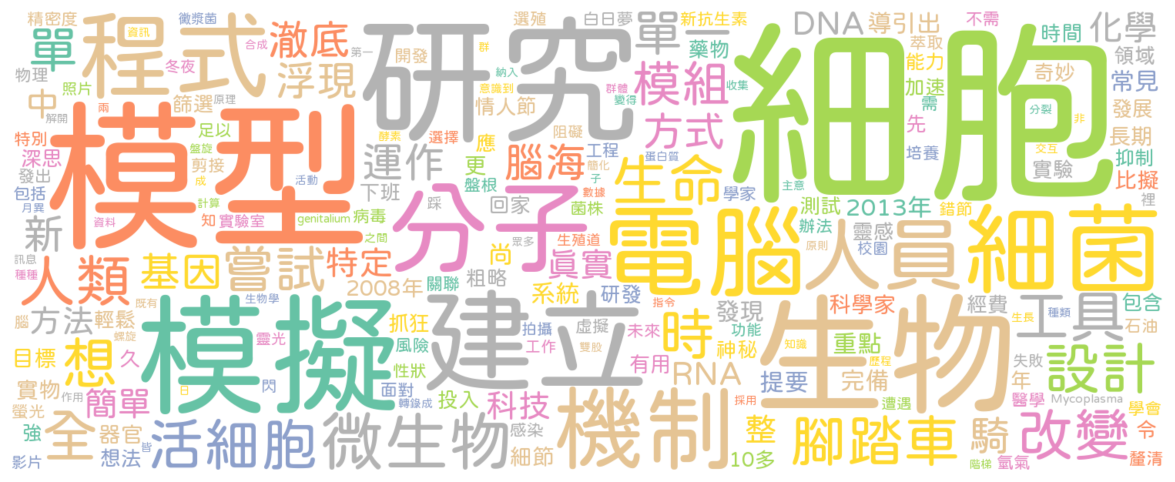 精密度
黴漿菌
選殖
白日夢
新抗生素
DNA
導引出
不需
時間
化學
單
程式
資訊
合成
澈底
第一
開發
研究
群
單一
藥物
萃取
能力
細胞
領域
物理
照片
冬夜
浮現
納入
意識到
群體
收集
模組
加速
奇妙
常見
中
解開
原理
篩選
情人節
變得
需
分裂
非
發展
特別
模型
兩
足以
酵素
選擇
阻礙
工程
方式
先
交互
長期
深思
盤旋
運作
應
腦海
蛋白質
簡化
培養
實驗
抑制
發出
剪接
成
活動
更
盤根
子
生命
學家
主意
比擬
包括
月異
計算
下班
分子
數據
裡
知
實驗室
genitalium
病毒
踩
回家
菌株
測試
2013年
錯節
新
資料
之間
眾多
生殖道
電腦
辦法
靈感
校園
人員
細菌
訊息
種種
基因
嘗試
特定
尚
真實
原則
人類
既有
生物學
2008年
關聯
粗略
系統
研發
指令
發現
科學家
經費
工具
包含
腦
方法
輕鬆
螺旋
模擬
抓狂
建立
拍攝
虛擬
未來
時
功能
生物
生長
種類
石油
目標
想
久
靈光
風險
工作
雙股
有用
神秘
知識
重點
歷程
失敗
設計
實物
作用
簡單
閃
日
性狀
面對
RNA
提要
完備
年
Mycoplasma
螢光
轉錄成
投入
科技
機制
採用
遭遇
醫學
學會
強
全
器官
活細胞
微生物
感染
整
腳踏車
騎
改變
令
影片
想法
皆
細節
10多
階梯
氫氣
釐清